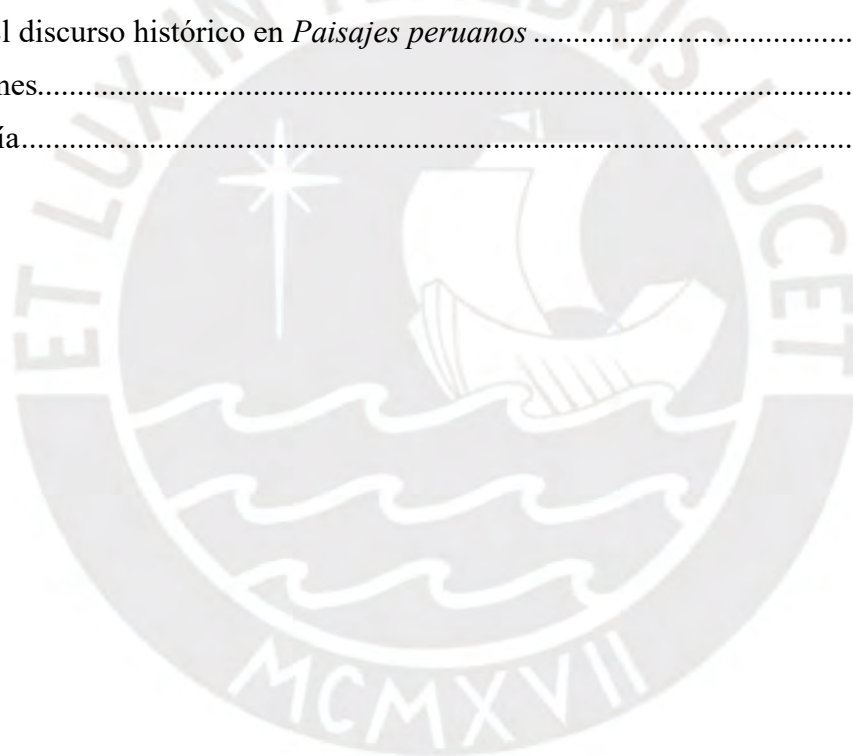 l discurso histórico en Paisajes peruanos ........................................
nes....................................................................................................
ía.......................................................................................................
ET LUX IN TENEBRIS LUCET
MCMXVII